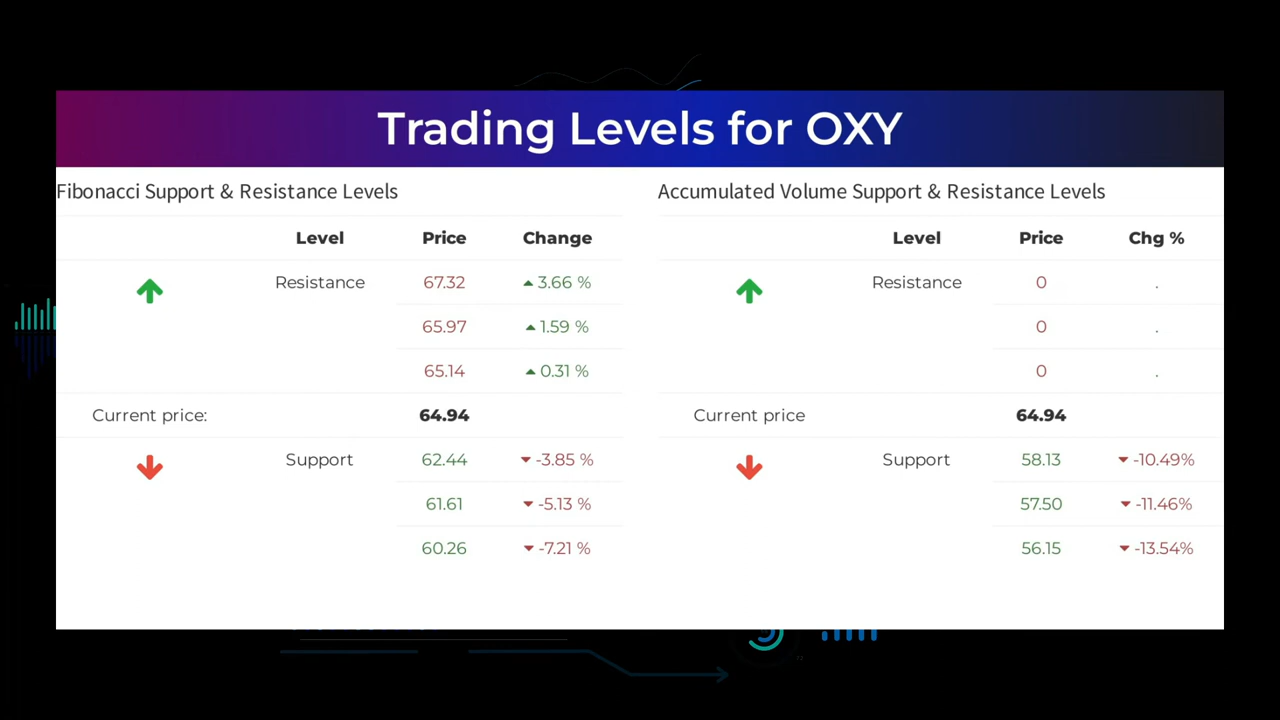 Trading Levels for OXY
Fibonacci Support & Resistance Levels
Level Price Change
Resistance 67.32 3.66 %
65.97 1.59 %
65.14 0.31 %
Current price: 64.94
Support 62.44 -3.85 %
61.61 -5.13 %
60.26 -7.21 %
Accumulated Volume Support & Resistance Levels
Level Price Chg %
Resistance 0 .
0 .
0 .
Current price 64.94
Support 58.13 -10.49%
57.50 -11.46%
56.15 -13.54%